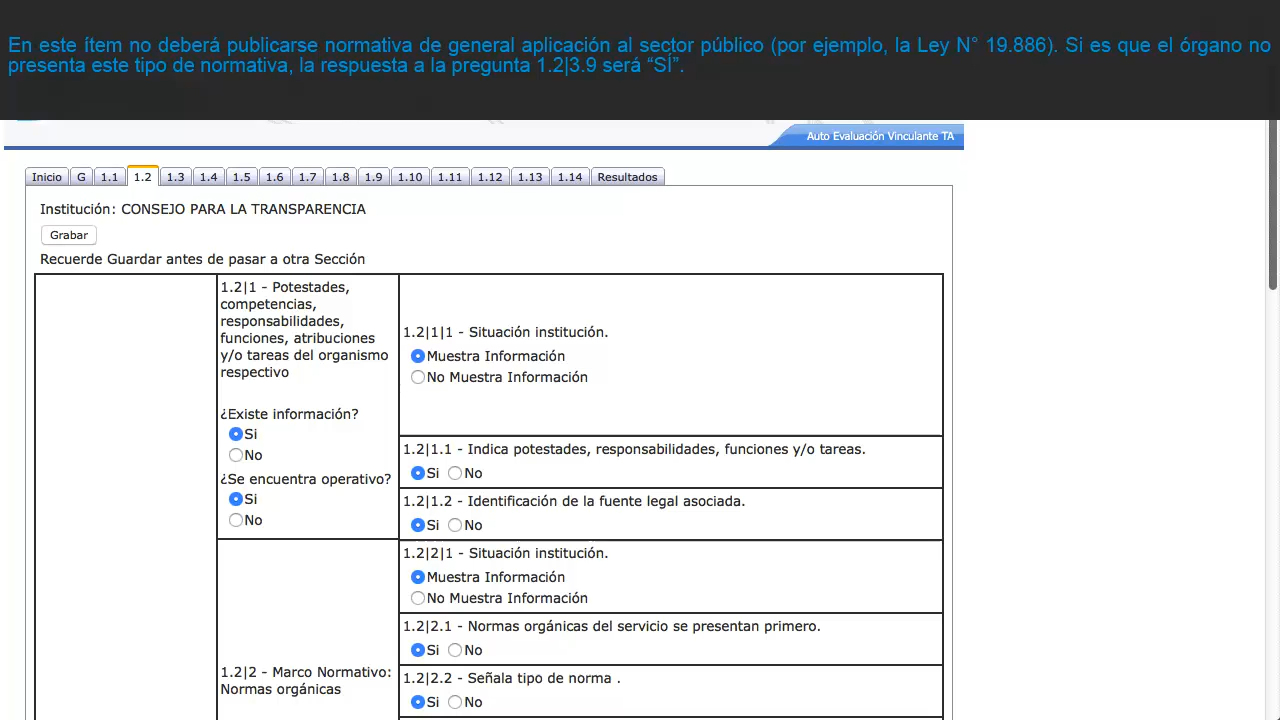 En este ítem no deberá publicarse normativa de general aplicación al sector público (por ejemplo, la Ley N° 19.886). Si es que el órgano no
presenta este tipo de normativa, la respuesta a la pregunta 1.2|3.9 será “SÍ”.
Auto Evaluación Vinculante TA
Inicio G 1.1 1.2 1.3 1.4 1.5 1.6 1.7 1.8 1.9 1.10 1.11 1.12 1.13 1.14 Resultados
Institución: CONSEJO PARA LA TRANSPARENCIA
Grabar
Recuerde Guardar antes de pasar a otra Sección
1.2|1 - Potestades,
competencias,
responsabilidades,
funciones, atribuciones
y/o tareas del organismo
respectivo
¿Existe información?
Si
No
¿Se encuentra operativo?
Si
No
1.2|1|1 - Situación institución.
Muestra Información
No Muestra Información
1.2|1.1 - Indica potestades, responsabilidades, funciones y/o tareas.
Si No
1.2|1.2 - Identificación de la fuente legal asociada.
Si No
1.2|2 - Marco Normativo:
Normas orgánicas
1.2|2|1 - Situación institución.
Muestra Información
No Muestra Información
1.2|2.1 - Normas orgánicas del servicio se presentan primero.
Si No
1.2|2.2 - Señala tipo de norma .
Si No